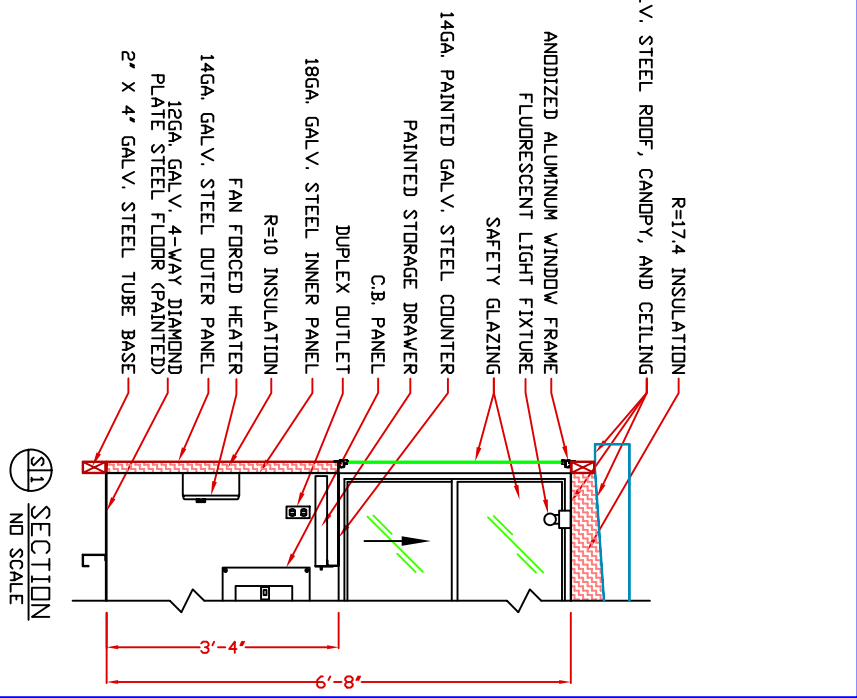 V. STEEL ROOF, CANOPY, AND CEILING
R=17.4 INSULATION
ANODIZED ALUMINUM WINDOW FRAME
FLUORESCENT LIGHT FIXTURE
SAFETY GLAZING
14GA. PAINTED GALV. STEEL COUNTER
PAINTED STORAGE DRAWER
C.B. PANEL
DUPLEX OUTLET
18GA. GALV. STEEL INNER PANEL
R=10 INSULATION
FAN FORCED HEATER
14GA. GALV. STEEL OUTER PANEL
12GA. GALV. 4-WAY DIAMOND
PLATE STEEL FLOOR (PAINTED)
2" X 4" GALV. STEEL TUBE BASE
3'-4"
6'-8"
S1
SECTION
NO SCALE